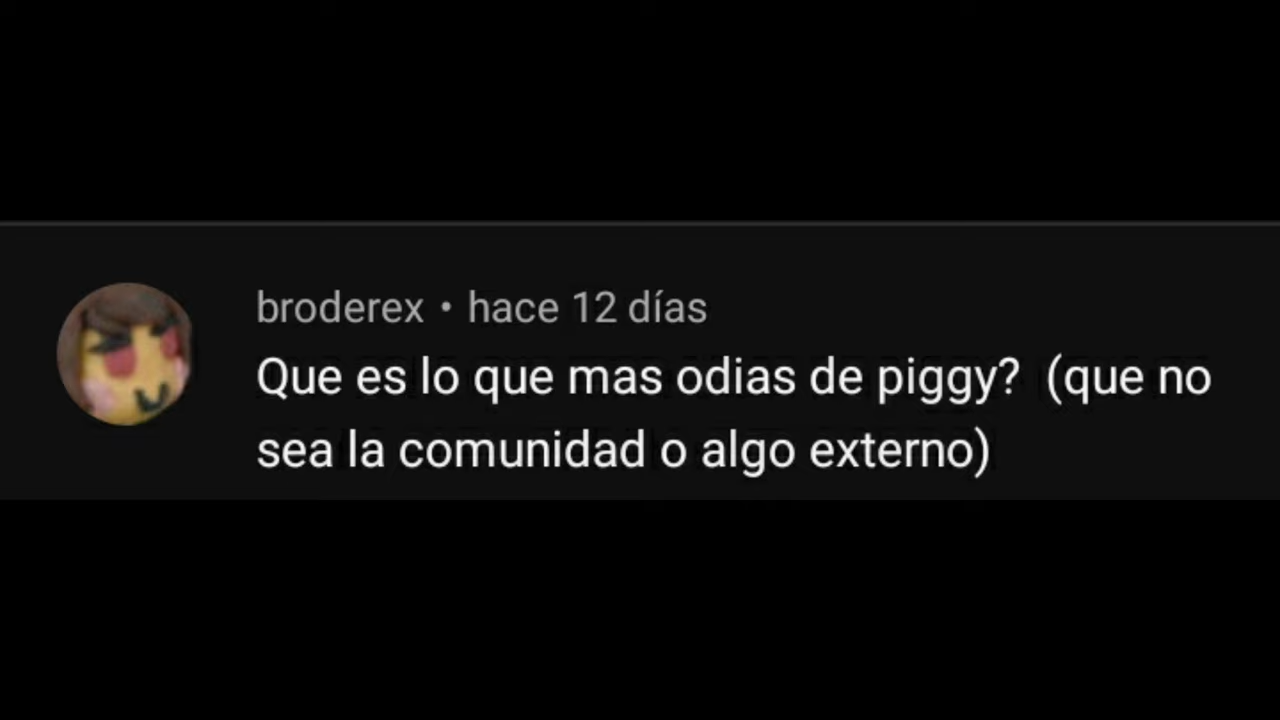 broderex • hace 12 días
Que es lo que mas odias de piggy?  (que no
sea la comunidad o algo externo)